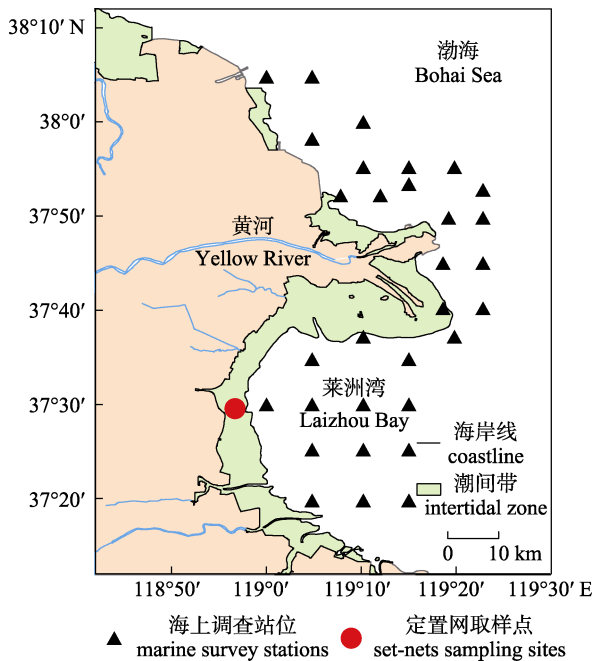 38°10′ N
渤海
Bohai Sea
38°0′
37°50′
黄河
Yellow River
37°40′
莱洲湾
Laizhou Bay
37°30′
海岸线
coastline
潮间带
intertidal zone
37°20′
0 10 km
118°50′ 119°0′ 119°10′ 119°20′ 119°30′ E
海上调查站位
marine survey stations
定置网取样点
set-nets sampling sites